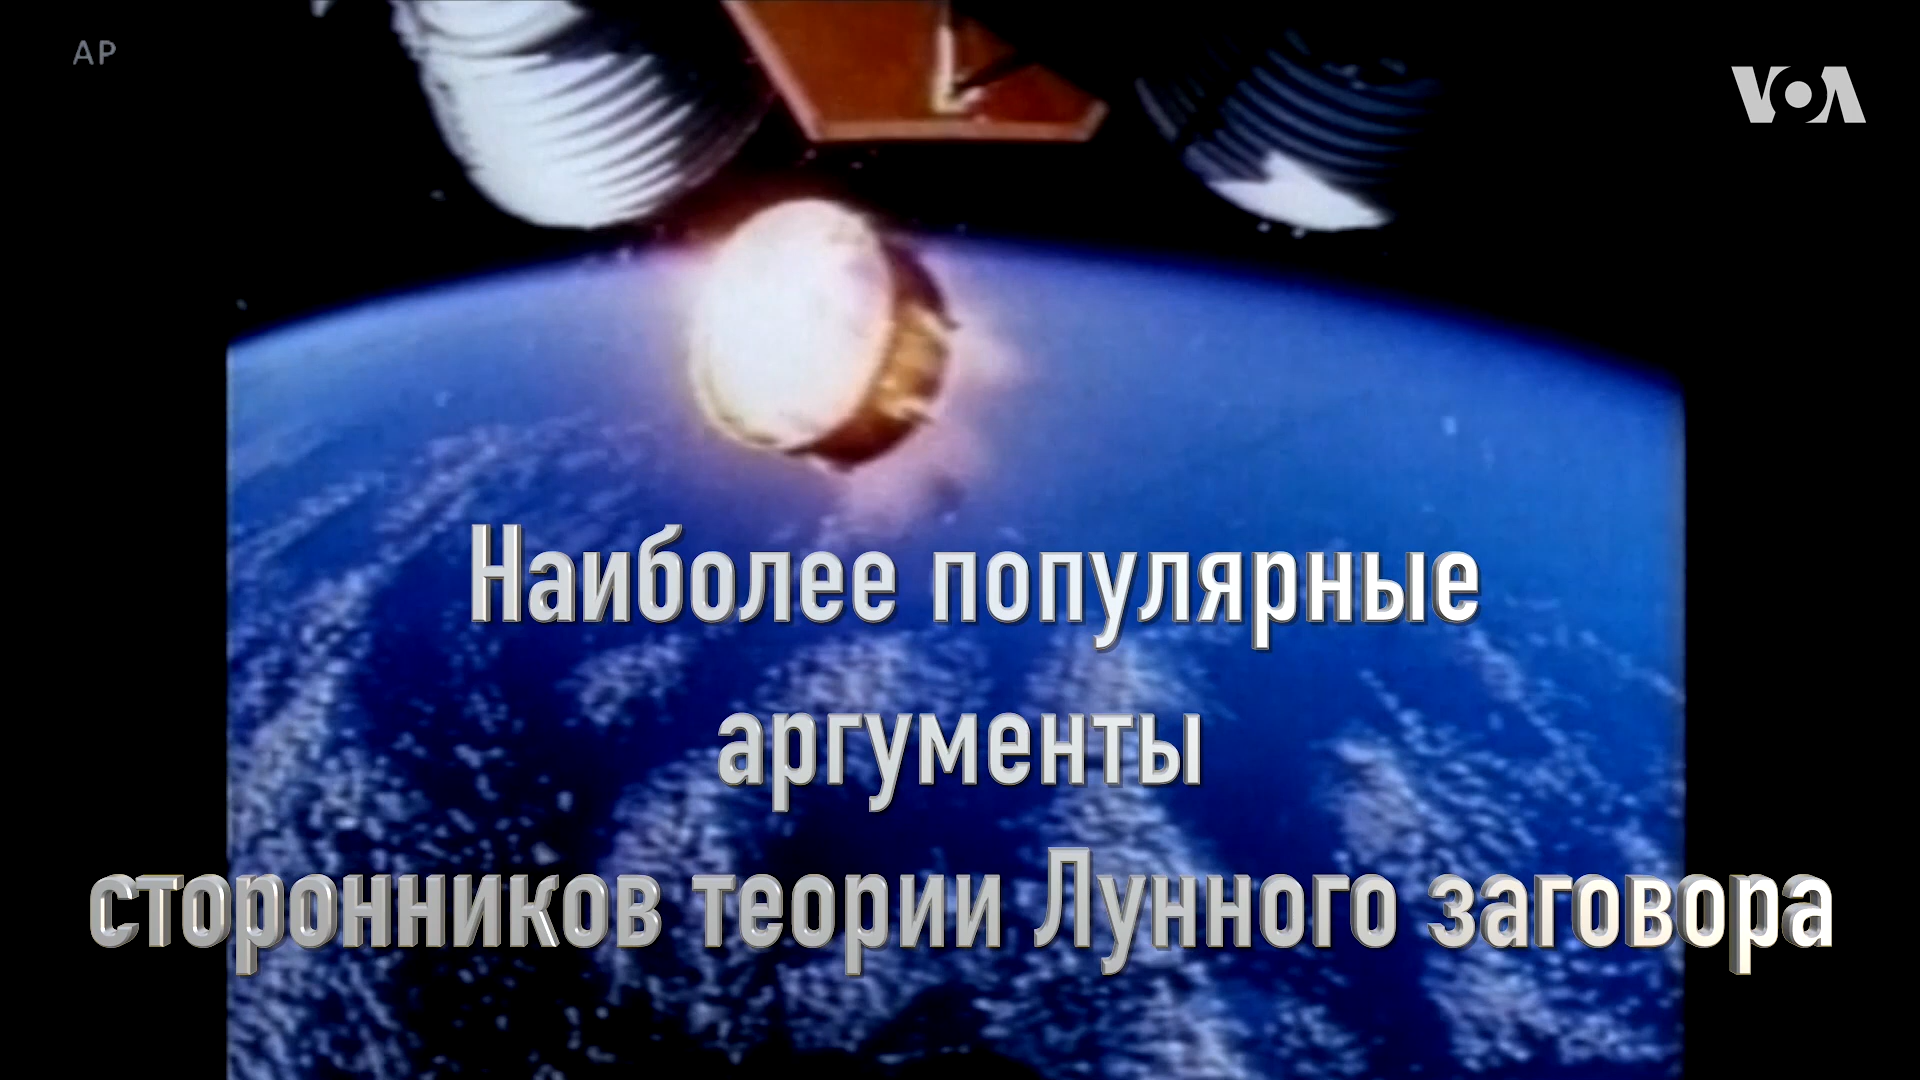 AP
VOA
Наиболее популярные
аргументы
сторонников теории Лунного заговора